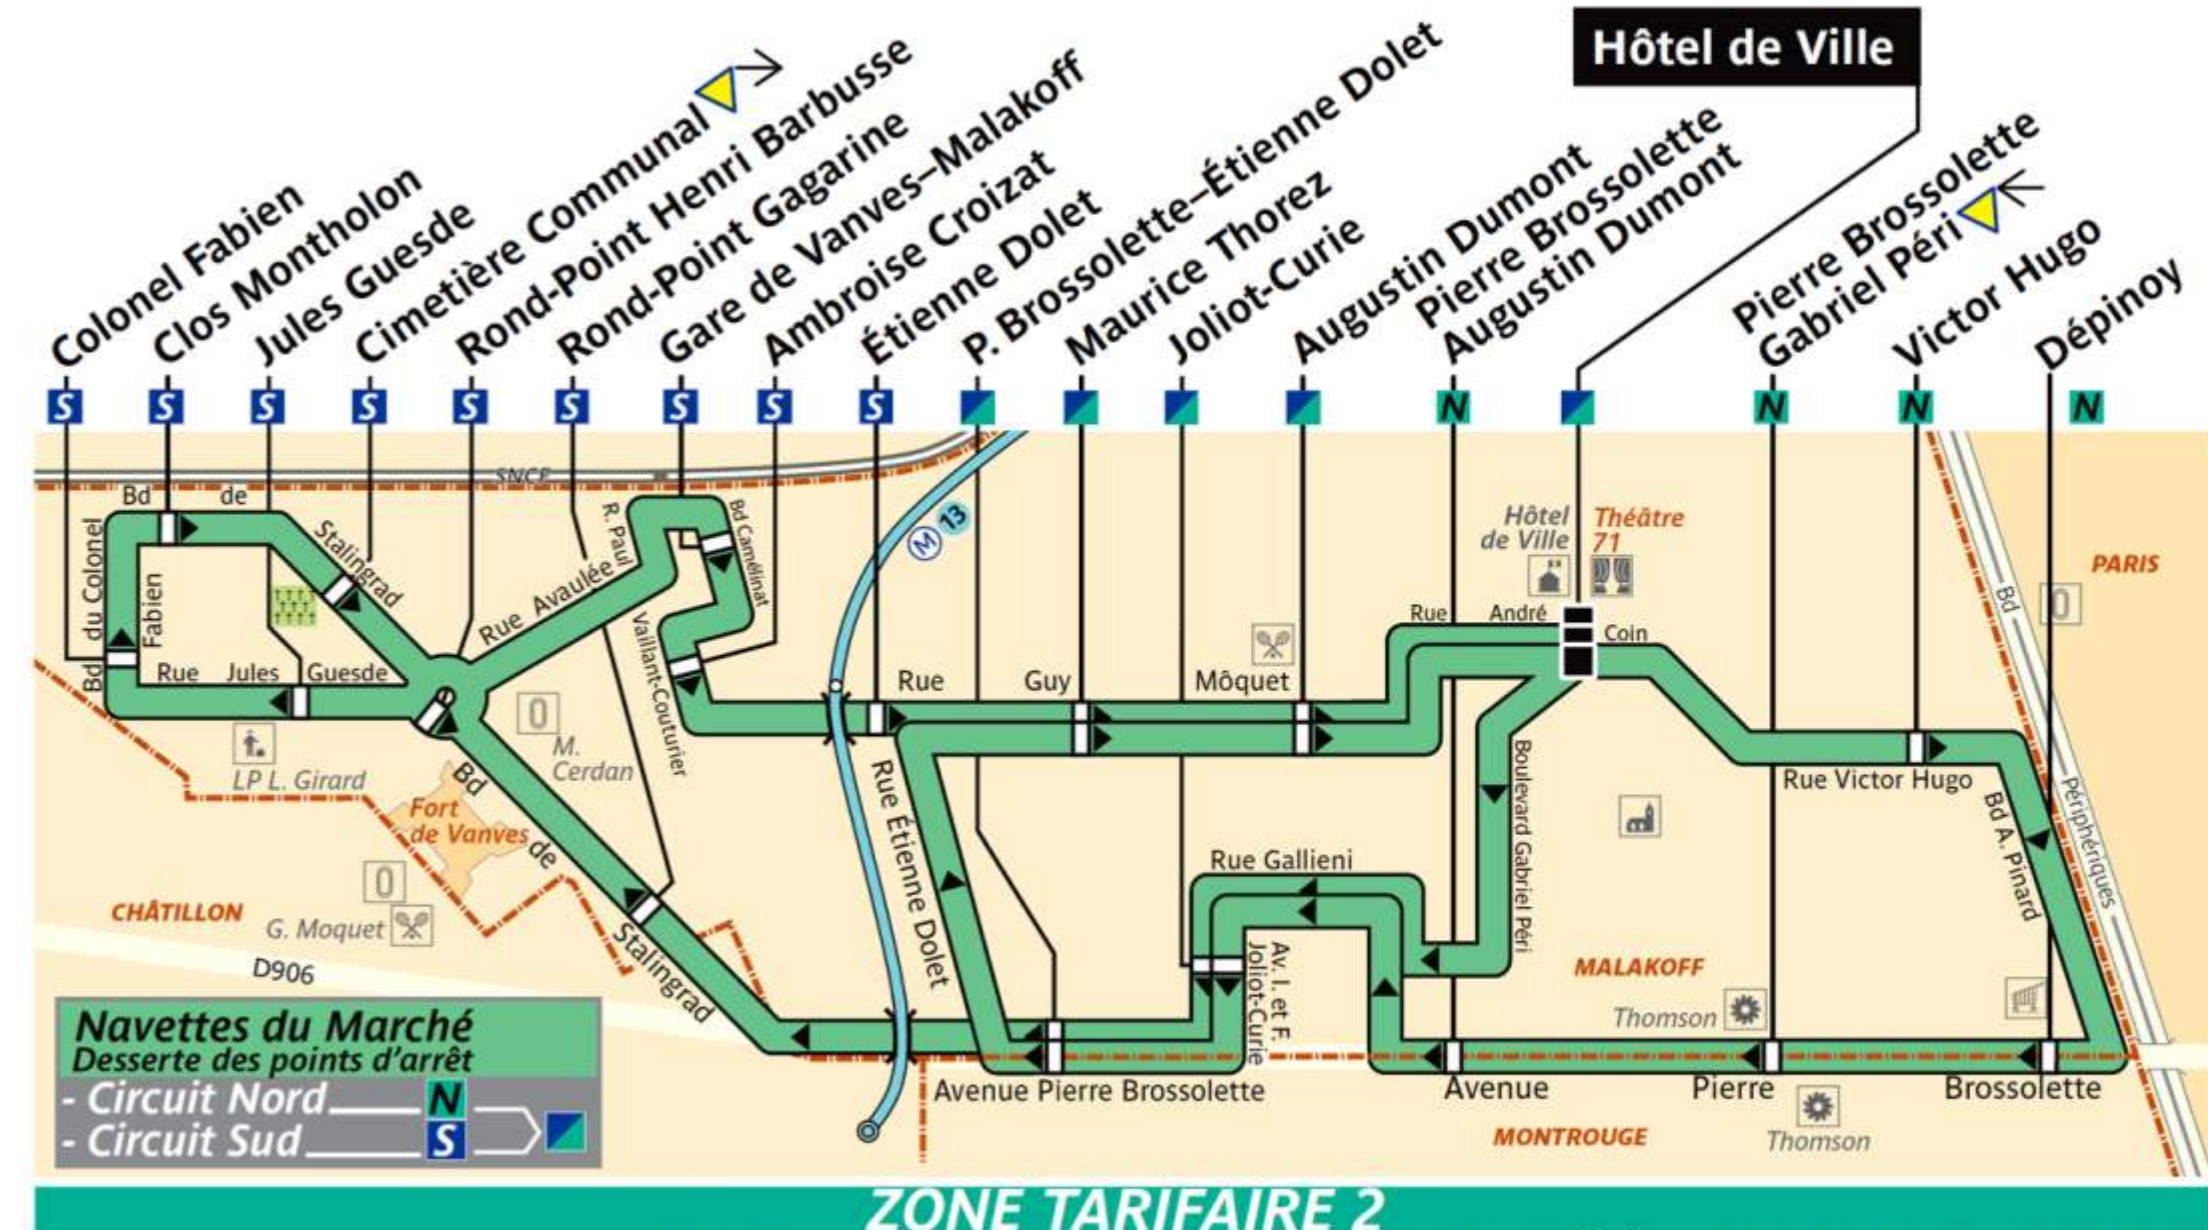 Hôtel de Ville
Colonel Fabien
Clos Montholon
Jules Guesde
Cimetière Communal
Rond-Point Henri Barbusse
Rond-Point Gagarine
Gare de Vanves–Malakoff
Ambroise Croizat
Étienne Dolet
P. Brossolette–Étienne Dolet
Maurice Thorez
Joliot-Curie
Augustin Dumont
Pierre Brossolette
Augustin Dumont
Pierre Brossolette
Gabriel Péri
Victor Hugo
Dépinoy
S
S
S
S
S
S
S
S
S
N
N
N
N
SNCF
Bd de
Stalingrad
Bd du Colonel
Fabien
Rue Jules Guesde
Rue Avaulée
R. Paul
Vaillant-Couturier
Bd Camélinat
M 13
Hôtel
de Ville
Théâtre
71
Rue André
Coin
PARIS
Bd
Périphériques
Rue Guy Môquet
LP L. Girard
M.
Cerdan
Fort
de Vanves
Bd de
Stalingrad
Rue Étienne Dolet
Boulevard Gabriel Péri
Rue Victor Hugo
Bd A. Pinard
Rue Gallieni
CHÂTILLON
G. Moquet
D906
Av. I. et F.
Joliot-Curie
MALAKOFF
Thomson
Avenue Pierre Brossolette
Avenue Pierre Brossolette
MONTROUGE
Thomson
Navettes du Marché
Desserte des points d'arrêt
- Circuit Nord N
- Circuit Sud S
ZONE TARIFAIRE 2